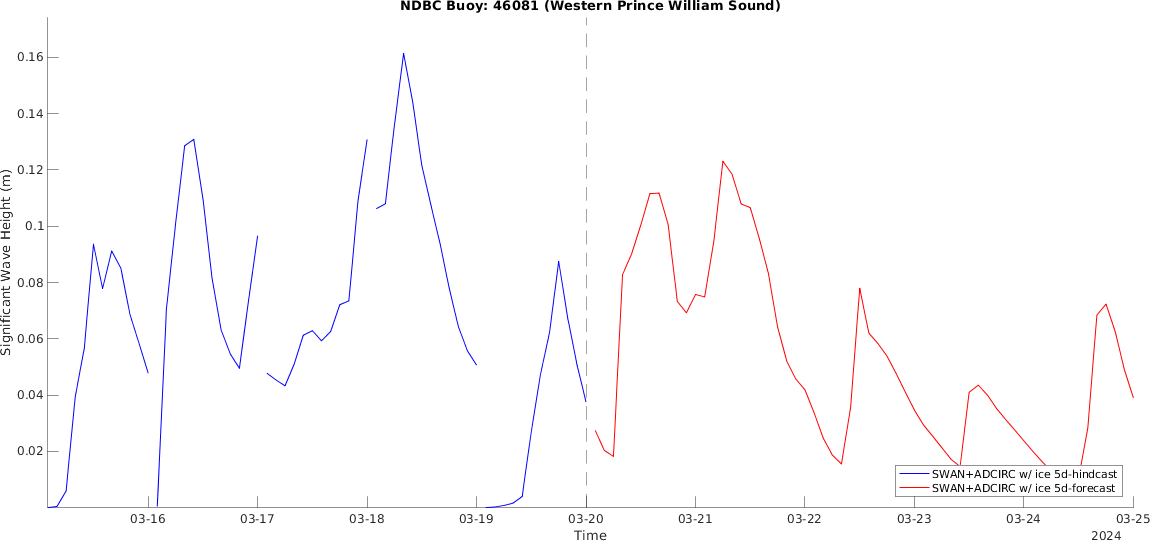 NDBC Buoy: 46081 (Western Prince William Sound)
Significant Wave Height (m)
0.16
0.14
0.12
0.1
0.08
0.06
0.04
0.02
SWAN+ADCIRC w/ ice 5d-hindcast
SWAN+ADCIRC w/ ice 5d-forecast
03-16 03-17 03-18 03-19 03-20 03-21 03-22 03-23 03-24 03-25
Time
2024